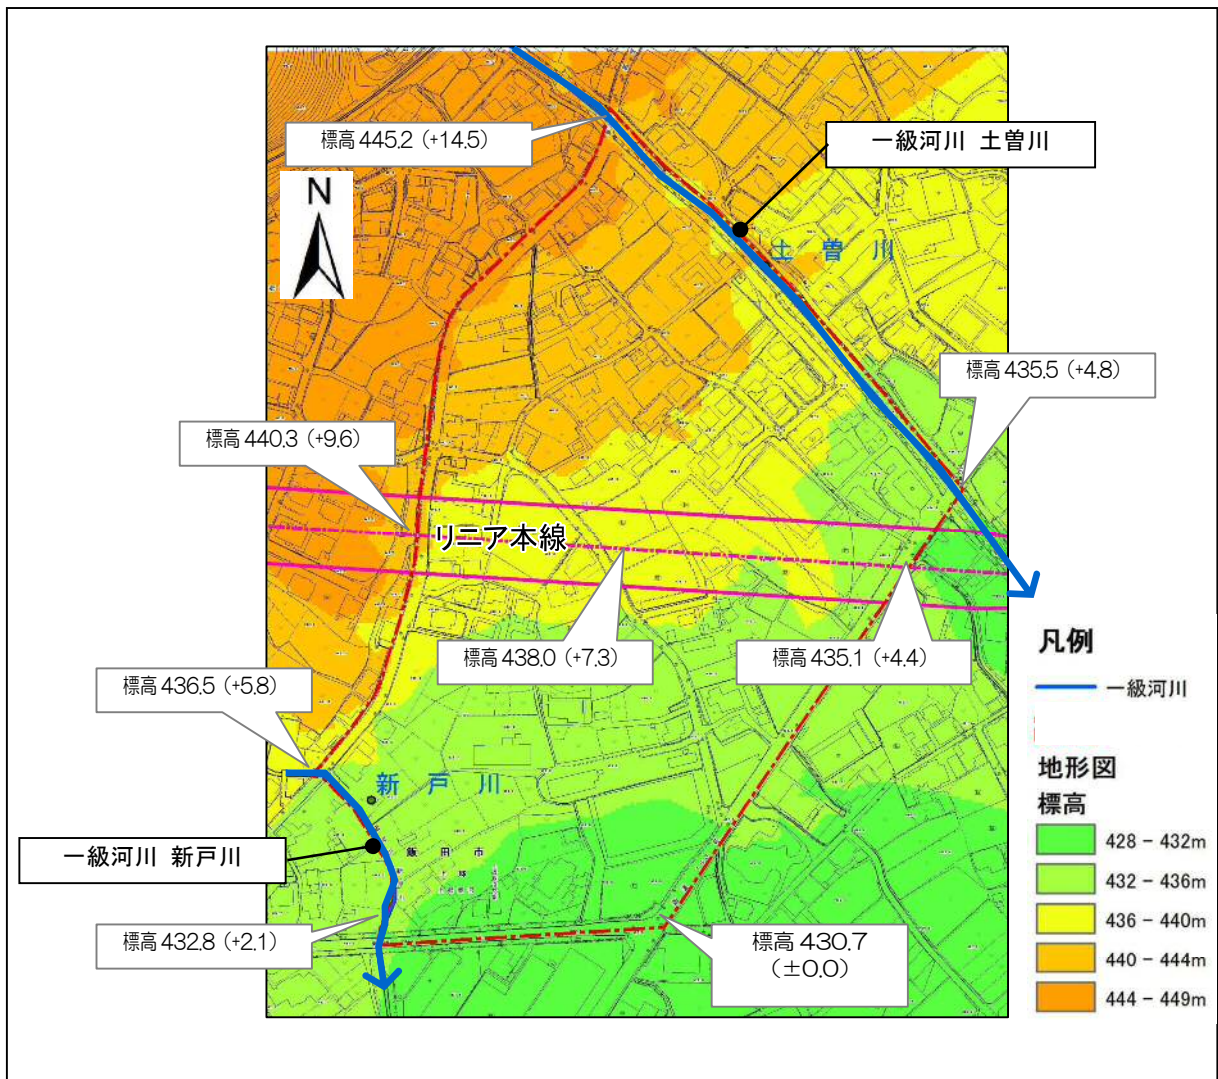 標高 445.2 (+14.5)
一級河川 土曽川
N
土曽川
標高 435.5 (+4.8)
標高 440.3 (+9.6)
リニア本線
標高 438.0 (+7.3)
標高 435.1 (+4.4)
標高 436.5 (+5.8)
新戸川
一級河川 新戸川
飯田市
標高 432.8 (+2.1)
標高 430.7
(±0.0)
凡例
一級河川
地形図
標高
428 - 432m
432 - 436m
436 - 440m
440 - 444m
444 - 449m